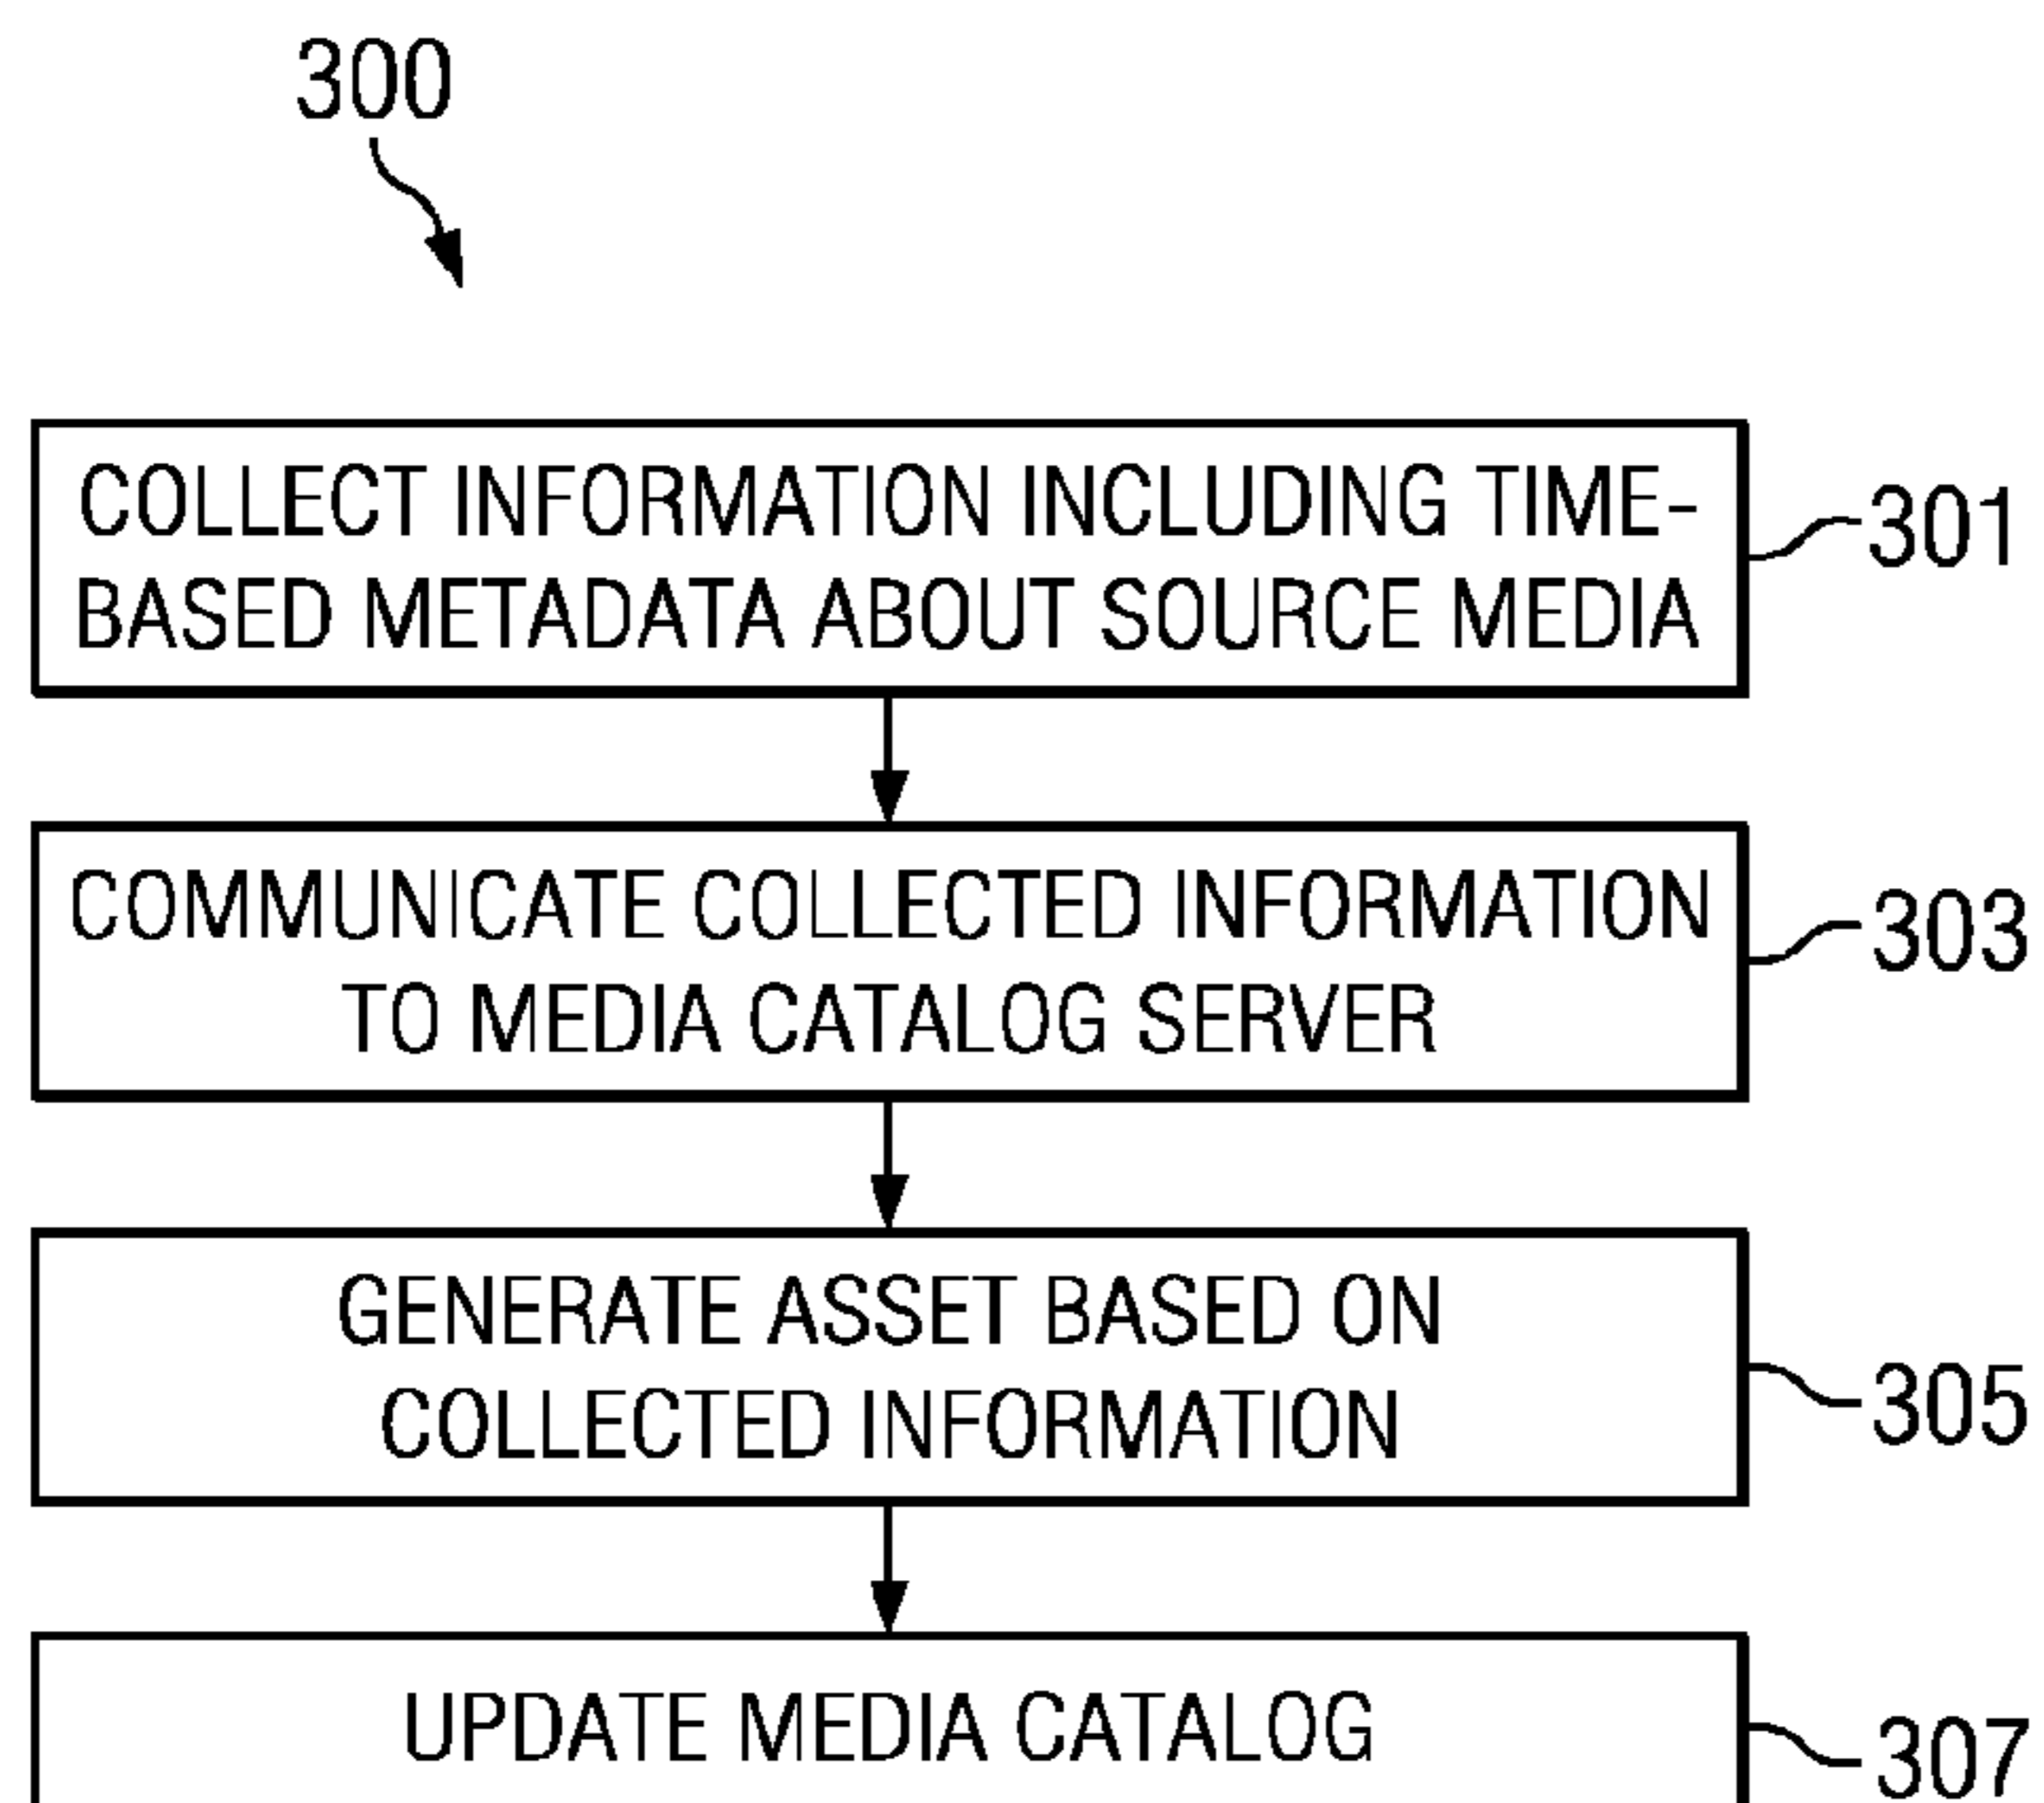 300
COLLECT INFORMATION INCLUDING TIME-
BASED METADATA ABOUT SOURCE MEDIA
301
COMMUNICATE COLLECTED INFORMATION
TO MEDIA CATALOG SERVER
303
GENERATE ASSET BASED ON
COLLECTED INFORMATION
305
UPDATE MEDIA CATALOG
307